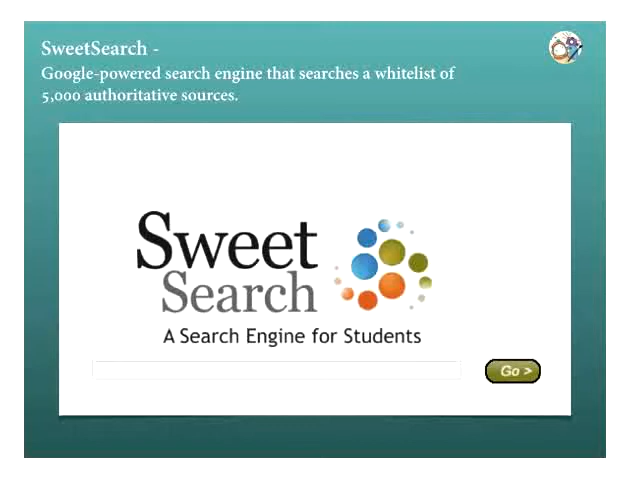 SweetSearch -
Google-powered search engine that searches a whitelist of
5,000 authoritative sources.
Sweet
Search
A Search Engine for Students
Go >